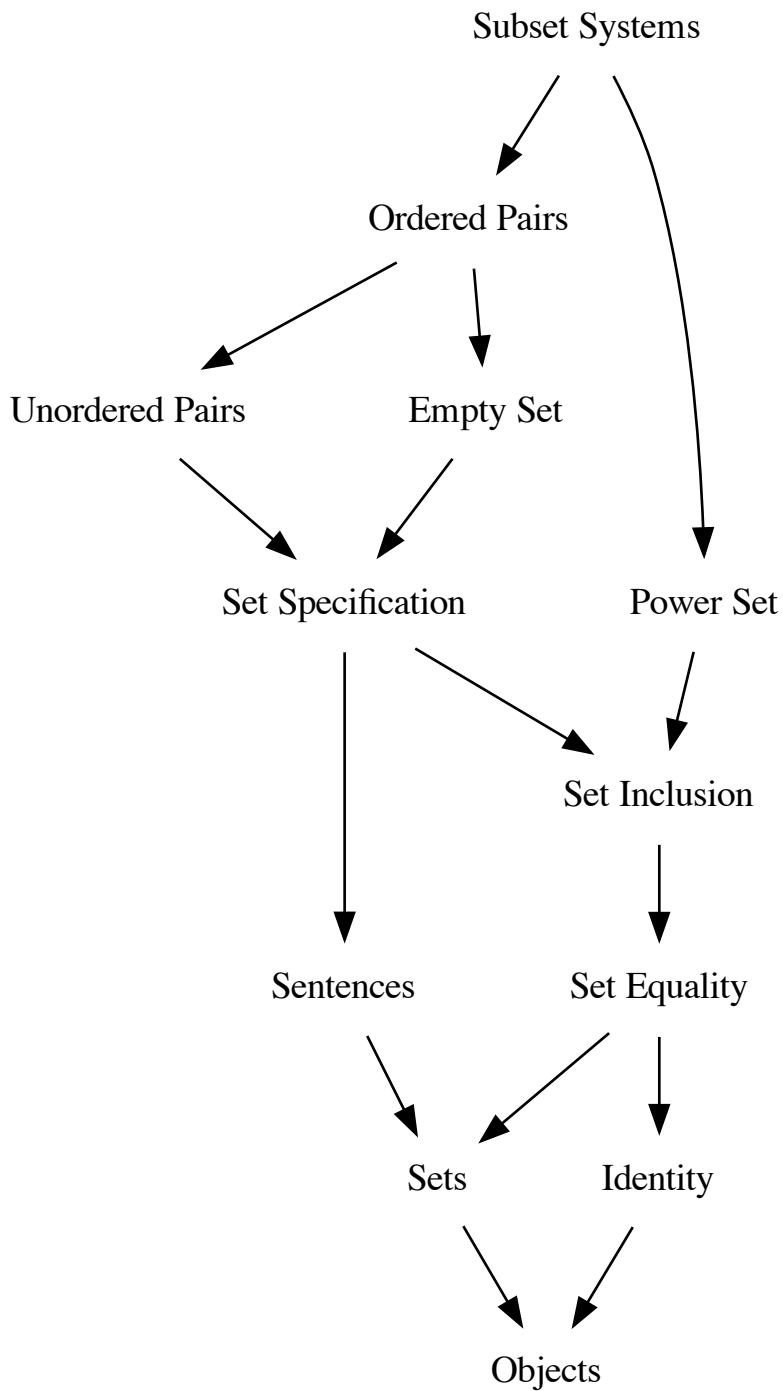 Subset Systems
Ordered Pairs
Unordered Pairs
Empty Set
Set Specification
Power Set
Set Inclusion
Sentences
Set Equality
Sets
Identity
Objects